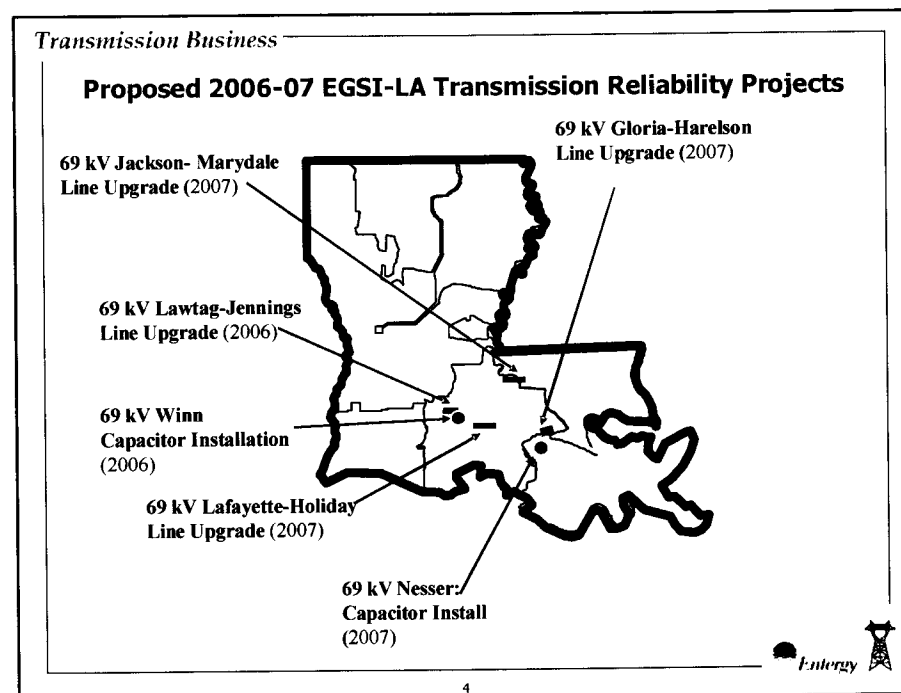 Transmission Business
Proposed 2006-07 EGSI-LA Transmission Reliability Projects
69 kV Gloria-Harelson
Line Upgrade (2007)
69 kV Jackson- Marydale
Line Upgrade (2007)
69 kV Lawtag-Jennings
Line Upgrade (2006)
69 kV Winn
Capacitor Installation
(2006)
69 kV Lafayette-Holiday
Line Upgrade (2007)
69 kV Nesser:
Capacitor Install
(2007)
Entergy
4